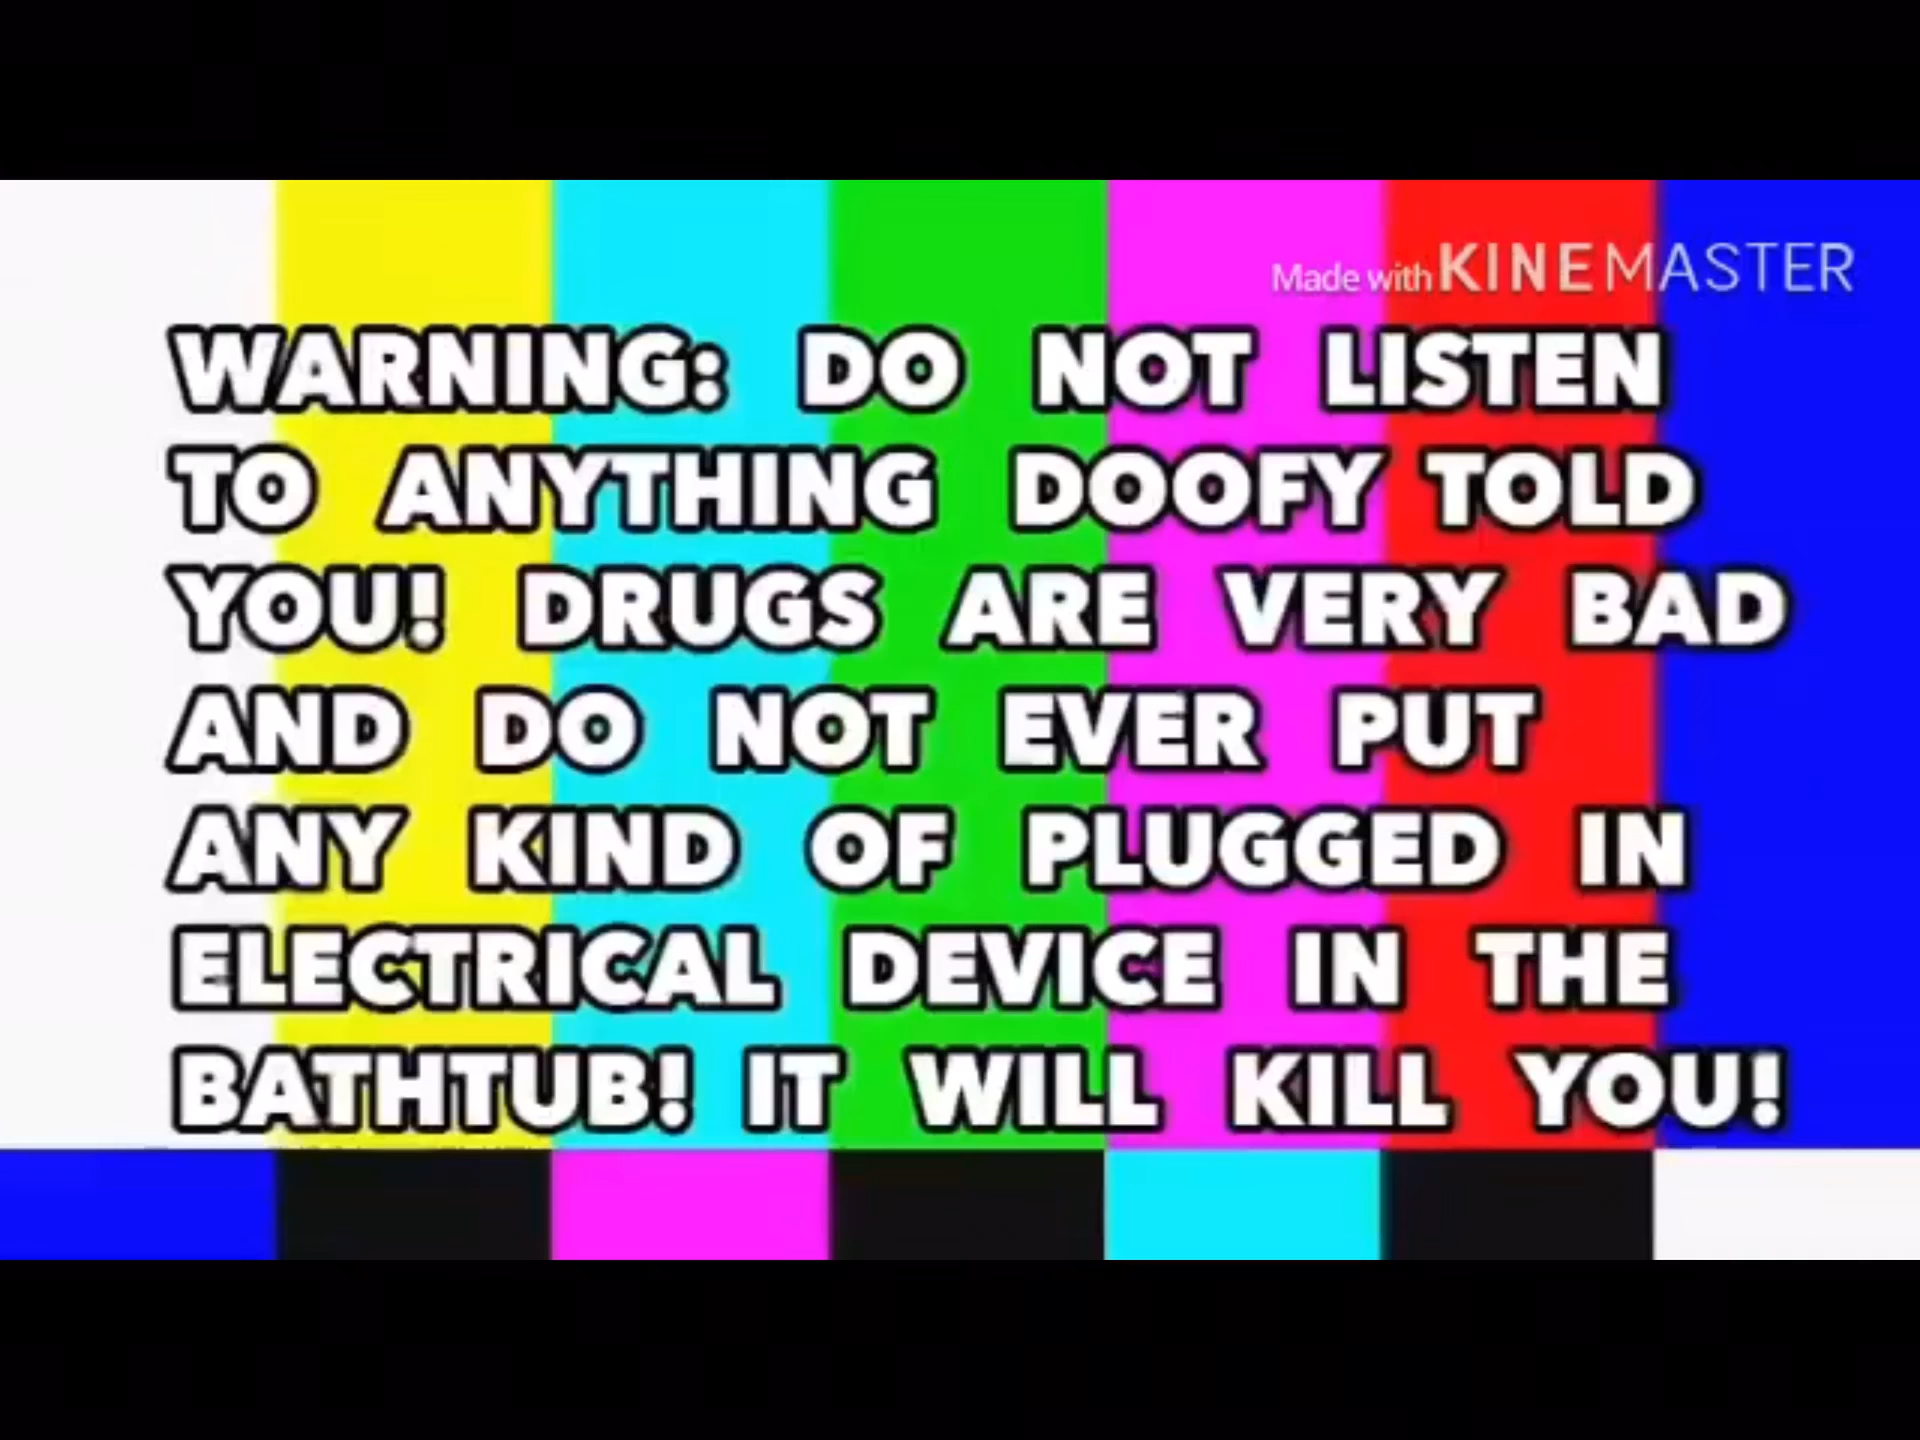 Made with KINEMASTER
WARNING: DO NOT LISTEN
TO ANYTHING DOOFY TOLD
YOU! DRUGS ARE VERY BAD
AND DO NOT EVER PUT
ANY KIND OF PLUGGED IN
ELECTRICAL DEVICE IN THE
BATHTUB! IT WILL KILL YOU!